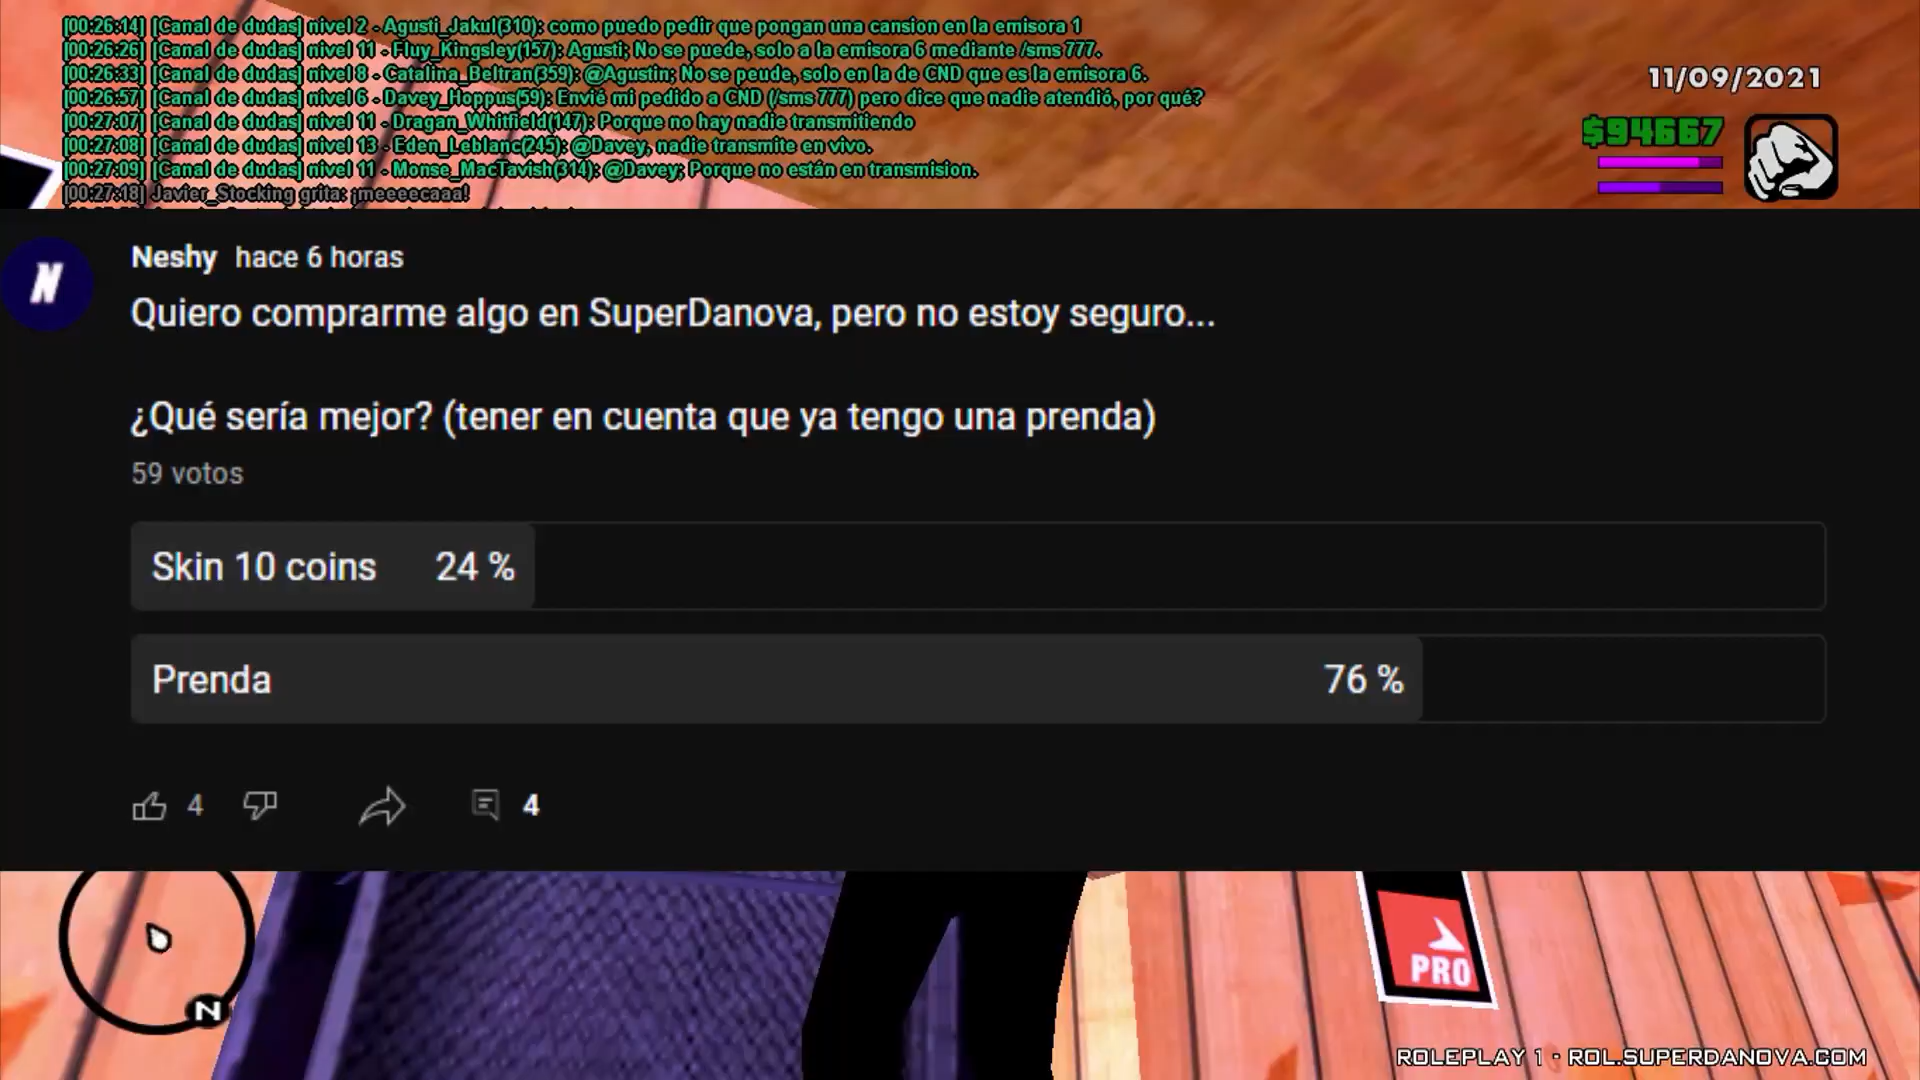 [00:26:14] [Canal de dudas] nivel 2 - Agusti_Jakul(310): como puedo pedir que pongan una cansion en la emisora 1
[00:26:26] [Canal de dudas] nivel 11 - Fluy_Kingsley(157): Agusti; No se puede, solo a la emisora 6 mediante /sms 777.
[00:26:33] [Canal de dudas] nivel 8 - Catalina_Beltran(359): @Agustin; No se peude, solo en la de CND que es la emisora 6.
[00:26:57] [Canal de dudas] nivel 6 - Davey_Hoppus(59): Envié mi pedido a CND (/sms 777) pero dice que nadie atendió, por qué?
[00:27:07] [Canal de dudas] nivel 11 - Dragan_Whitfield(147): Porque no hay nadie transmitiendo
[00:27:08] [Canal de dudas] nivel 13 - Eden_Leblanc(245): @Davey, nadie transmite en vivo.
[00:27:09] [Canal de dudas] nivel 11 - Monse_MacTavish(314): @Davey; Porque no están en transmision.
[00:27:18] Javier_Stocking grita: ¡meeeecaaa!
11/09/2021
$94667
N
Neshy hace 6 horas
Quiero comprarme algo en SuperDanova, pero no estoy seguro...
¿Qué sería mejor? (tener en cuenta que ya tengo una prenda)
59 votos
Skin 10 coins 24 %
Prenda 76 %
4 4
N
PRO
ROLEPLAY 1 · ROL.SUPERDANOVA.COM